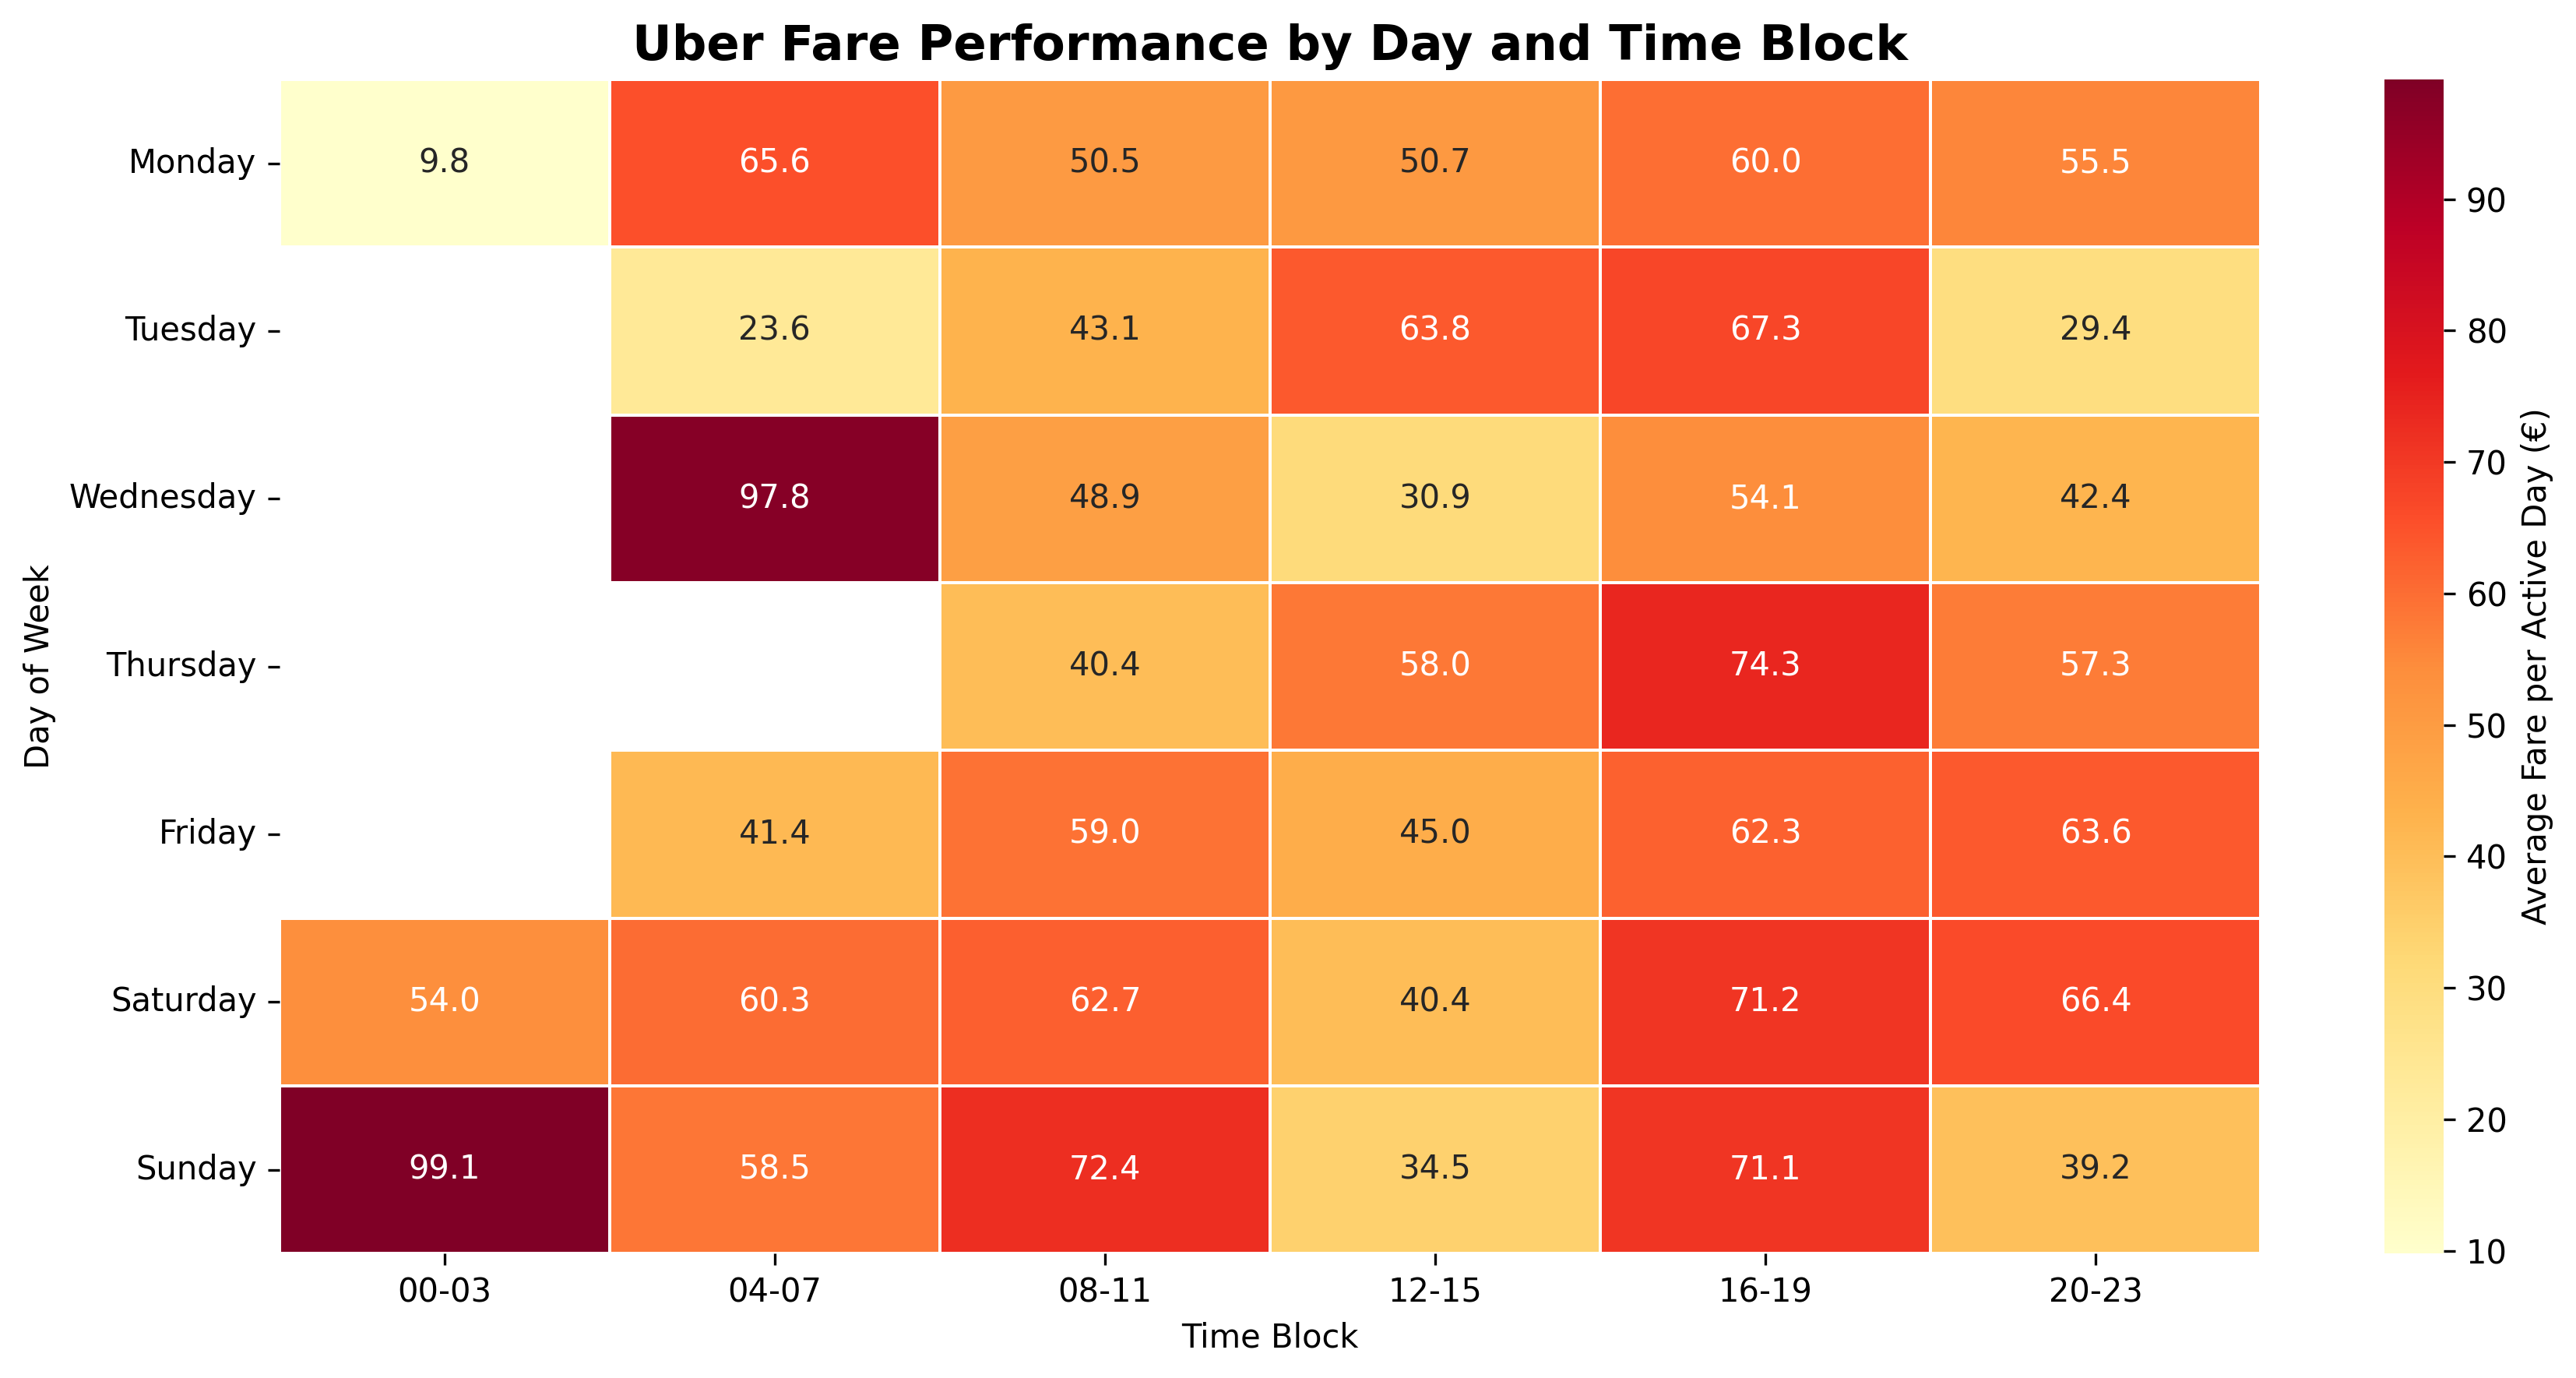 Uber Fare Performance by Day and Time Block
Day of Week
Monday 9.8 65.6 50.5 50.7 60.0 55.5
Tuesday 23.6 43.1 63.8 67.3 29.4
Wednesday 97.8 48.9 30.9 54.1 42.4
Thursday 40.4 58.0 74.3 57.3
Friday 41.4 59.0 45.0 62.3 63.6
Saturday 54.0 60.3 62.7 40.4 71.2 66.4
Sunday 99.1 58.5 72.4 34.5 71.1 39.2
00-03 04-07 08-11 12-15 16-19 20-23
Time Block
90
80
70
60
50
40
30
20
10
Average Fare per Active Day (€)